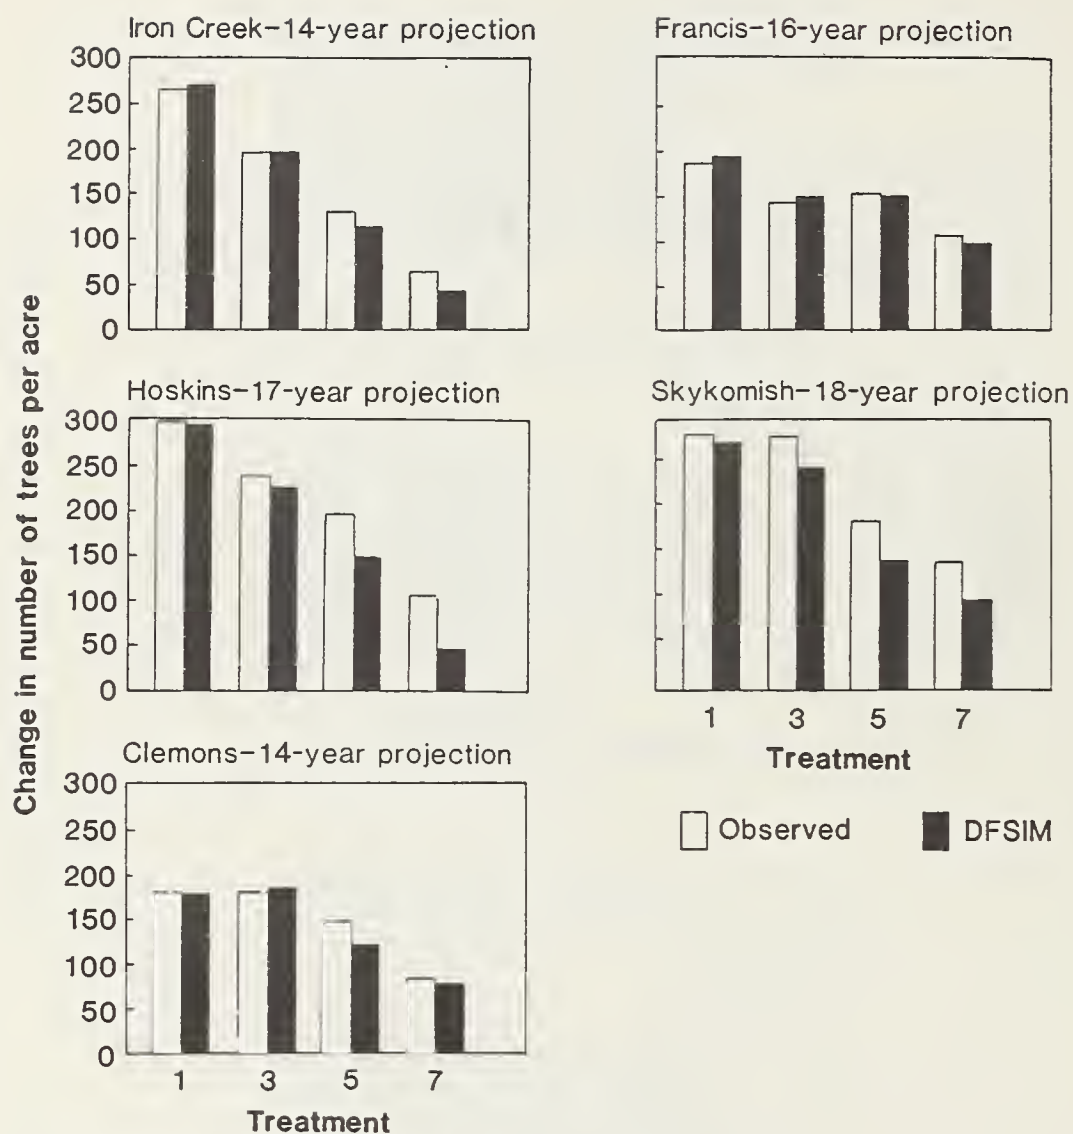 Iron Creek–14-year projection
300
250
200
150
100
50
0
Francis–16-year projection
Hoskins–17-year projection
300
250
200
150
100
50
0
Skykomish–18-year projection
1 3 5 7
Treatment
Clemons–14-year projection
300
250
200
150
100
50
0
1 3 5 7
Treatment
Change in number of trees per acre
Observed
DFSIM